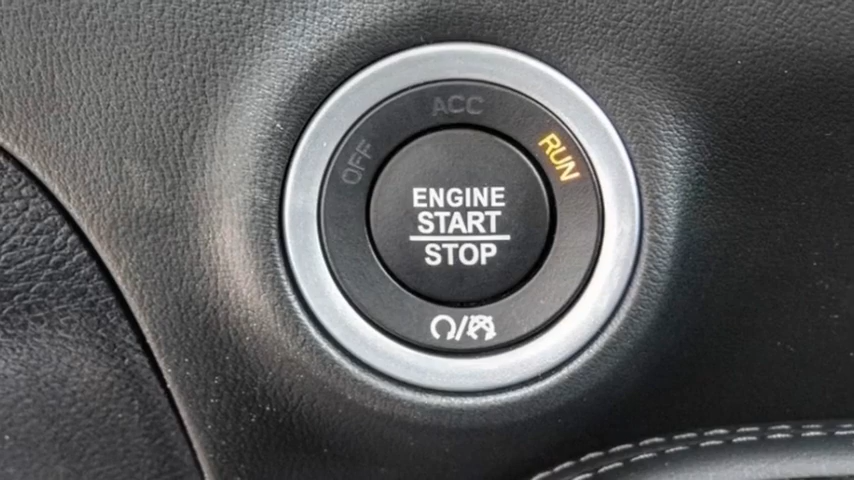 ACC
OFF
RUN
ENGINE
START
STOP